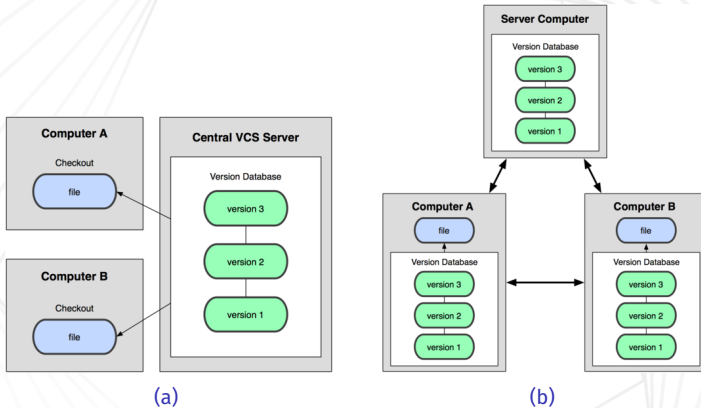 Computer A
Checkout
file
Computer B
Checkout
file
Central VCS Server
Version Database
version 3
version 2
version 1
(a)
Server Computer
Version Database
version 3
version 2
version 1
Computer A
file
Version Database
version 3
version 2
version 1
Computer B
file
Version Database
version 3
version 2
version 1
(b)